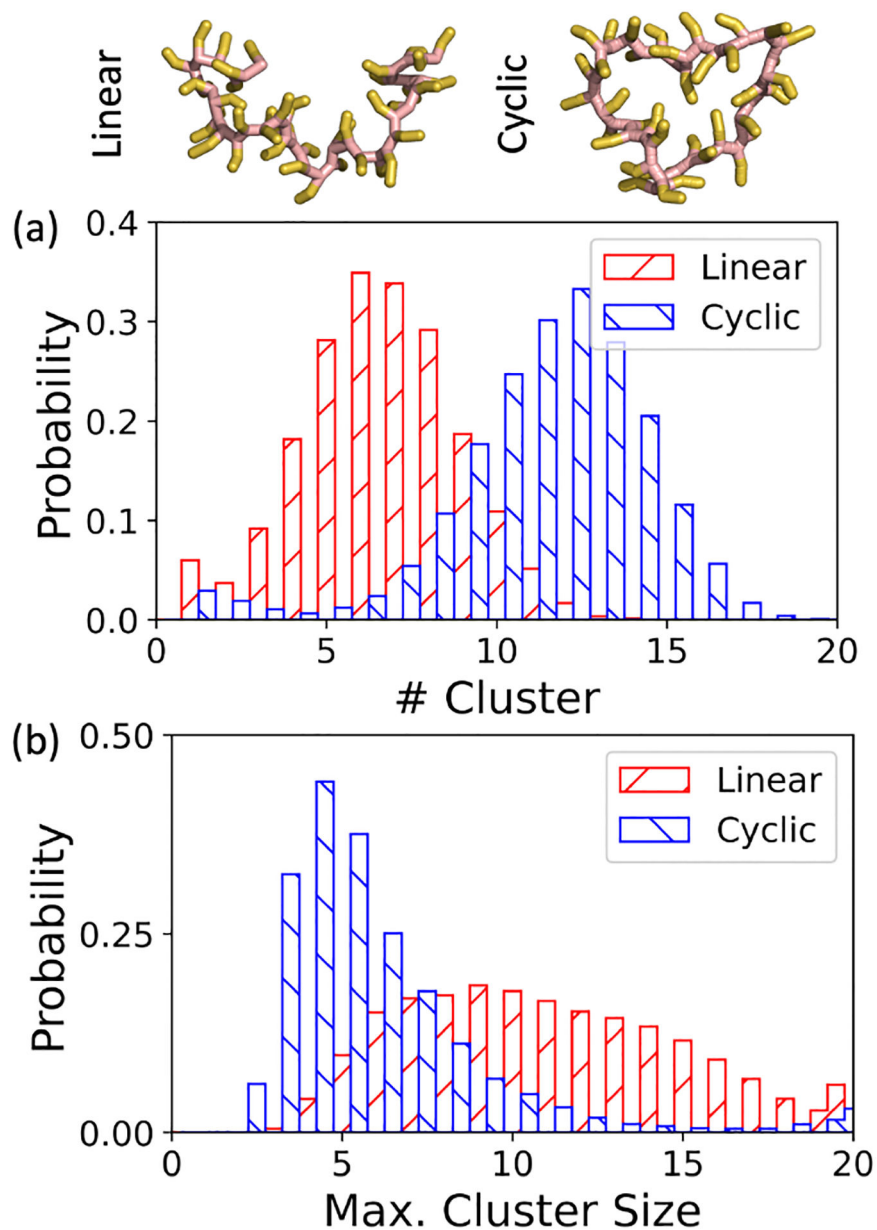 Linear
Cyclic
(a)
0.4
0.3
0.2
0.1
0.0
Probability
Linear
Cyclic
0 5 10 15 20
# Cluster
(b)
0.50
0.25
0.00
Probability
Linear
Cyclic
0 5 10 15 20
Max. Cluster Size